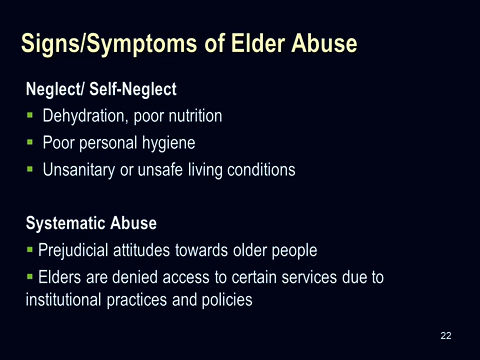 Signs/Symptoms of Elder Abuse
Neglect/ Self-Neglect
▪ Dehydration, poor nutrition
▪ Poor personal hygiene
▪ Unsanitary or unsafe living conditions
Systematic Abuse
▪ Prejudicial attitudes towards older people
▪ Elders are denied access to certain services due to
institutional practices and policies
22